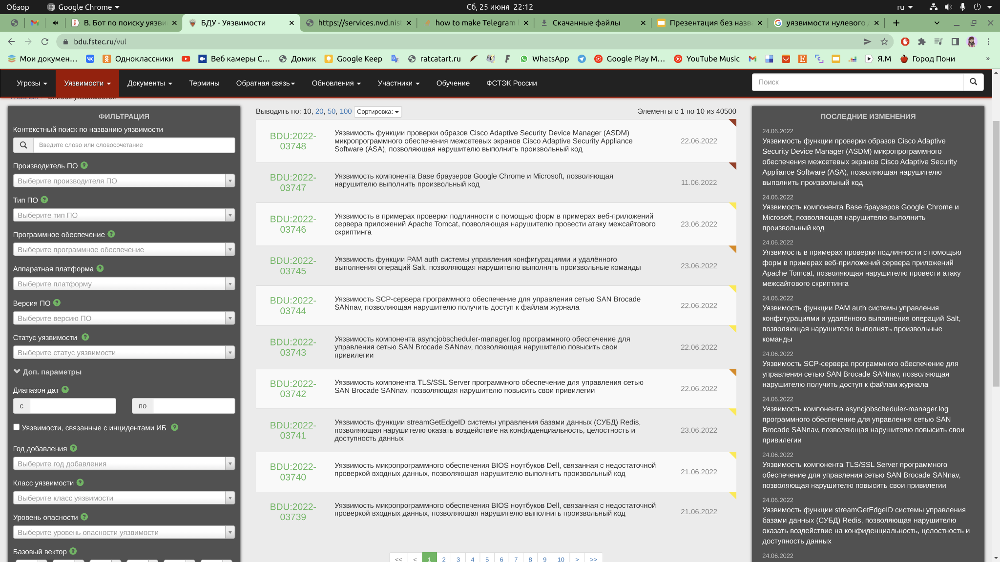 Обзор
Google Chrome
Сб, 25 июня 22:12
ru
В. Бот по поиску уязви
БДУ - Уязвимости
https://services.nvd.nis
how to make Telegram
Скачанные файлы
Презентация без назв
уязвимости нулевого
bdu.fstec.ru/vul
Мои докумен...
Одноклассники
Веб камеры С...
Домик
Google Keep
ratcatart.ru
WhatsApp
Google Play М...
YouTube Music
Я.М
Город Пони
»
Угрозы
Уязвимости
Документы
Термины
Обратная связь
Обновления
Участники
Обучение
ФСТЭК России
Поиск
Главная
Список уязвимостей
ФИЛЬТРАЦИЯ
Контекстный поиск по названию уязвимости
Введите слово или словосочетание
Производитель ПО
Выберите производителя ПО
Тип ПО
Выберите тип ПО
Программное обеспечение
Выберите программное обеспечение
Аппаратная платформа
Выберите платформу
Версия ПО
Выберите версию ПО
Статус уязвимости
Выберите статус уязвимости
Доп. параметры
Диапазон дат
с
по
Уязвимости, связанные с инцидентами ИБ
Год добавления
Выберите год добавления
Класс уязвимости
Выберите класс уязвимости
Уровень опасности
Выберите уровень опасности уязвимости
Базовый вектор
Выводить по: 10, 20, 50, 100
Сортировка:
Элементы с 1 по 10 из 40500
BDU:2022-
03748
Уязвимость функции проверки образов Cisco Adaptive Security Device Manager (ASDM)
микропрограммного обеспечения межсетевых экранов Cisco Adaptive Security Appliance
Software (ASA), позволяющая нарушителю выполнить произвольный код
22.06.2022
BDU:2022-
03747
Уязвимость компонента Base браузеров Google Chrome и Microsoft, позволяющая
нарушителю выполнить произвольный код
11.06.2022
BDU:2022-
03746
Уязвимость в примерах проверки подлинности с помощью форм в примерах веб-приложений
сервера приложений Apache Tomcat, позволяющая нарушителю провести атаку межсайтового
скриптинга
23.06.2022
BDU:2022-
03745
Уязвимость функции PAM auth системы управления конфигурациями и удалённого
выполнения операций Salt, позволяющая нарушителю выполнять произвольные команды
23.06.2022
BDU:2022-
03744
Уязвимость SCP-сервера программного обеспечение для управления сетью SAN Brocade
SANnav, позволяющая нарушителю получить доступ к файлам журнала
22.06.2022
BDU:2022-
03743
Уязвимость компонента asyncjobscheduler-manager.log программного обеспечение для
управления сетью SAN Brocade SANnav, позволяющая нарушителю повысить свои
привилегии
22.06.2022
BDU:2022-
03742
Уязвимость компонента TLS/SSL Server программного обеспечение для управления сетью
SAN Brocade SANnav, позволяющая нарушителю повысить свои привилегии
22.06.2022
BDU:2022-
03741
Уязвимость функции streamGetEdgeID системы управления базами данных (СУБД) Redis,
позволяющая нарушителю оказать воздействие на конфиденциальность, целостность и
доступность данных
23.06.2022
BDU:2022-
03740
Уязвимость микропрограммного обеспечения BIOS ноутбуков Dell, связанная с недостаточной
проверкой входных данных, позволяющая нарушителю выполнить произвольный код
21.06.2022
BDU:2022-
03739
Уязвимость микропрограммного обеспечения BIOS ноутбуков Dell, связанная с недостаточной
проверкой входных данных, позволяющая нарушителю выполнить произвольный код
21.06.2022
<< < 1 2 3 4 5 6 7 8 9 10 > >>
ПОСЛЕДНИЕ ИЗМЕНЕНИЯ
24.06.2022
Уязвимость функции проверки образов Cisco Adaptive
Security Device Manager (ASDM) микропрограммного
обеспечения межсетевых экранов Cisco Adaptive Security
Appliance Software (ASA), позволяющая нарушителю
выполнить произвольный код
24.06.2022
Уязвимость компонента Base браузеров Google Chrome и
Microsoft, позволяющая нарушителю выполнить
произвольный код
24.06.2022
Уязвимость в примерах проверки подлинности с помощью
форм в примерах веб-приложений сервера приложений
Apache Tomcat, позволяющая нарушителю провести атаку
межсайтового скриптинга
24.06.2022
Уязвимость функции PAM auth системы управления
конфигурациями и удалённого выполнения операций Salt,
позволяющая нарушителю выполнять произвольные
команды
24.06.2022
Уязвимость SCP-сервера программного обеспечение для
управления сетью SAN Brocade SANnav, позволяющая
нарушителю получить доступ к файлам журнала
24.06.2022
Уязвимость компонента asyncjobscheduler-manager.log
программного обеспечение для управления сетью SAN
Brocade SANnav, позволяющая нарушителю повысить свои
привилегии
24.06.2022
Уязвимость компонента TLS/SSL Server программного
обеспечение для управления сетью SAN Brocade SANnav,
позволяющая нарушителю повысить свои привилегии
24.06.2022
Уязвимость функции streamGetEdgeID системы управления
базами данных (СУБД) Redis, позволяющая нарушителю
оказать воздействие на конфиденциальность, целостность и
доступность данных
24.06.2022